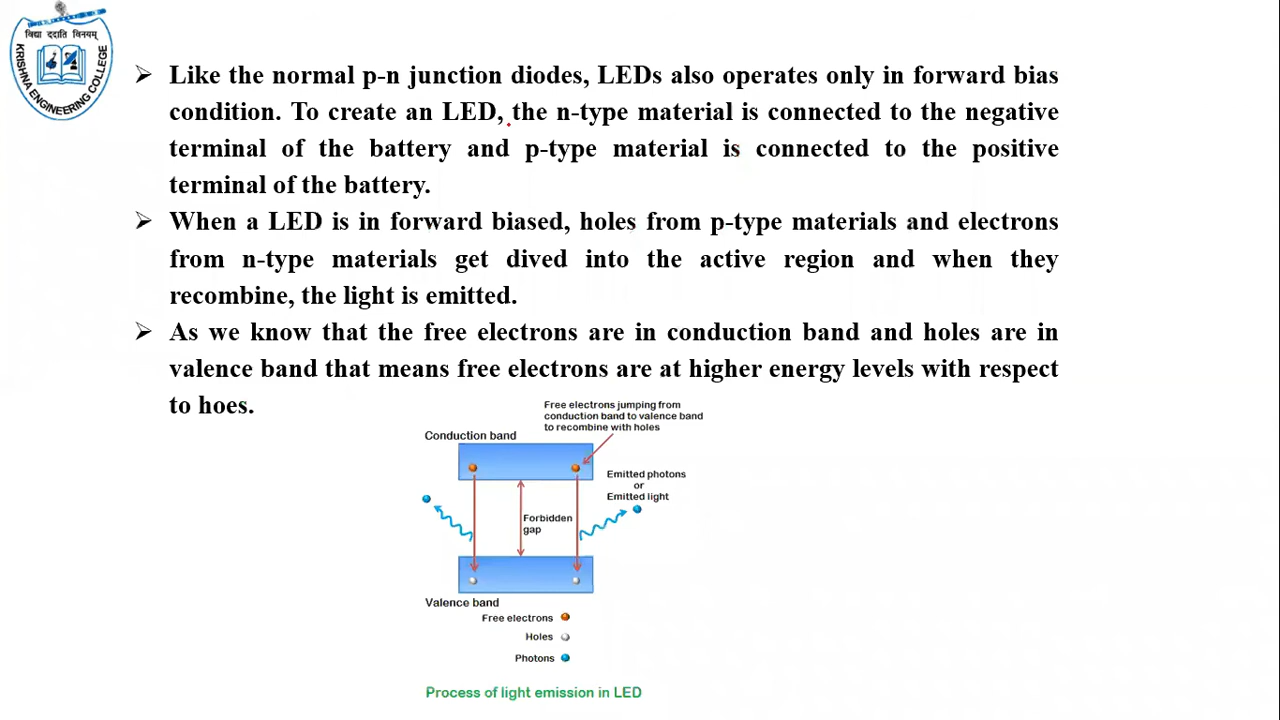 विद्या ददाति विनयम्
KRISHNA ENGINEERING COLLEGE
➢ Like the normal p-n junction diodes, LEDs also operates only in forward bias
condition. To create an LED, the n-type material is connected to the negative
terminal of the battery and p-type material is connected to the positive
terminal of the battery.
➢ When a LED is in forward biased, holes from p-type materials and electrons
from n-type materials get dived into the active region and when they
recombine, the light is emitted.
➢ As we know that the free electrons are in conduction band and holes are in
valence band that means free electrons are at higher energy levels with respect
to hoes.
Free electrons jumping from
conduction band to valence band
to recombine with holes
Conduction band
Emitted photons
or
Emitted light
Forbidden
gap
Valence band
Free electrons
Holes
Photons
Process of light emission in LED